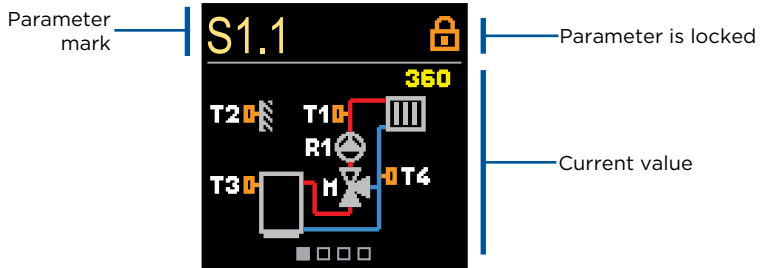 Parameter
mark
S1.1
Parameter is locked
360
T2
T1
R1
T3
M
T4
Current value